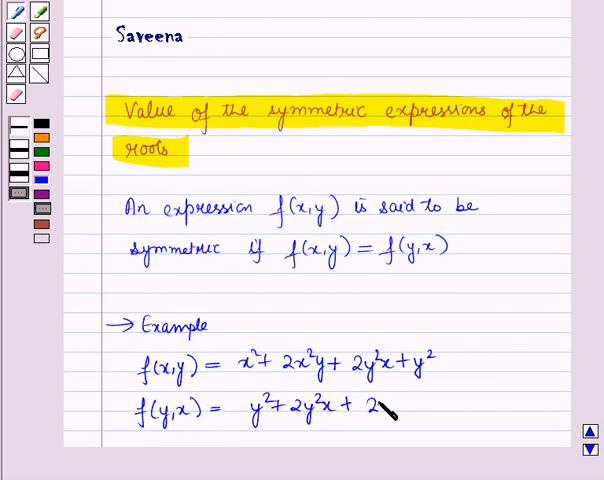 Saveena
Value of the symmetric expressions of the
roots
An expression f(x,y) is said to be
symmetric if f(x,y) = f(y,x)
→ Example
f(x,y) = x²+ 2x²y+ 2y²x+y²
f(y,x) = y²+ 2y²x + 2